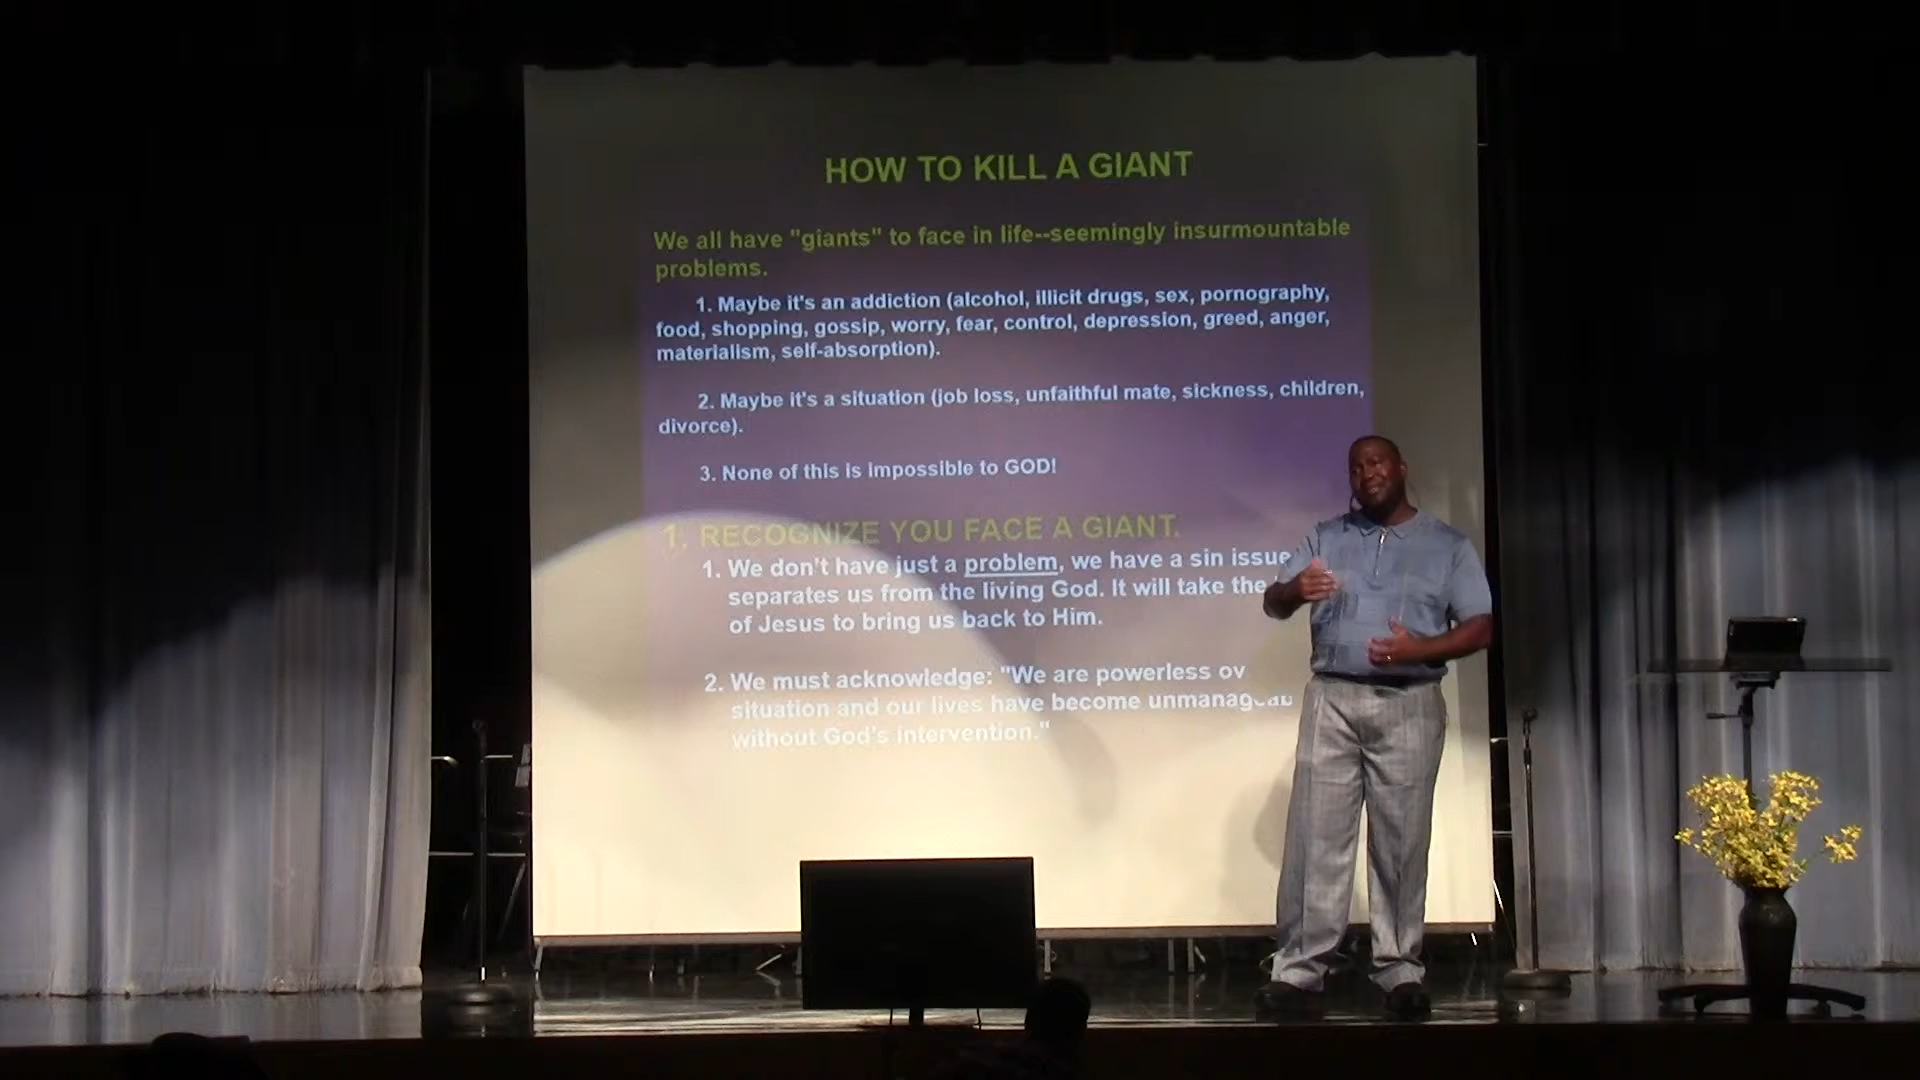 HOW TO KILL A GIANT
We all have "giants" to face in life--seemingly insurmountable
problems.
1. Maybe it's an addiction (alcohol, illicit drugs, sex, pornography,
food, shopping, gossip, worry, fear, control, depression, greed, anger,
materialism, self-absorption).
2. Maybe it's a situation (job loss, unfaithful mate, sickness, children,
divorce).
3. None of this is impossible to GOD!
1. RECOGNIZE YOU FACE A GIANT.
1. We don't have just a problem, we have a sin issue
separates us from the living God. It will take the
of Jesus to bring us back to Him.
2. We must acknowledge: "We are powerless
situation and our lives have become
without God's intervention."